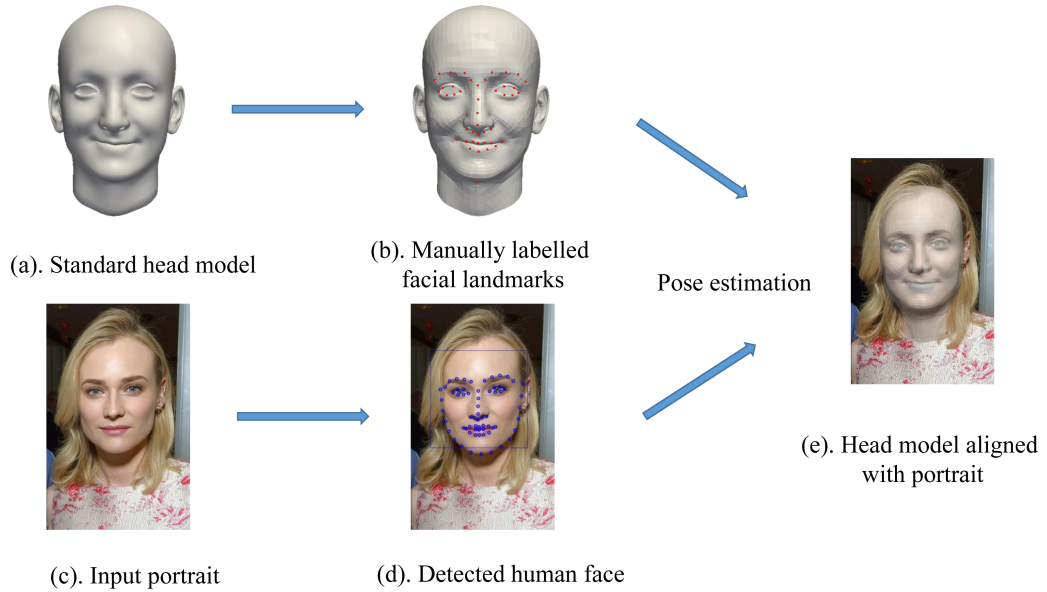 (a). Standard head model
(b). Manually labelled
facial landmarks
Pose estimation
(c). Input portrait
(d). Detected human face
(e). Head model aligned
with portrait